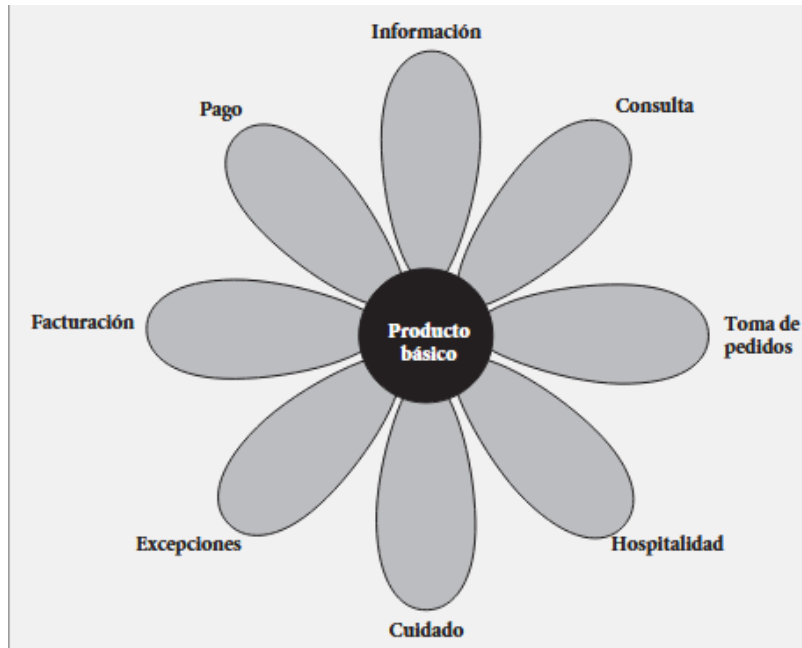 Información
Consulta
Pago
Toma de
pedidos
Facturación
Producto
básico
Hospitalidad
Excepciones
Cuidado